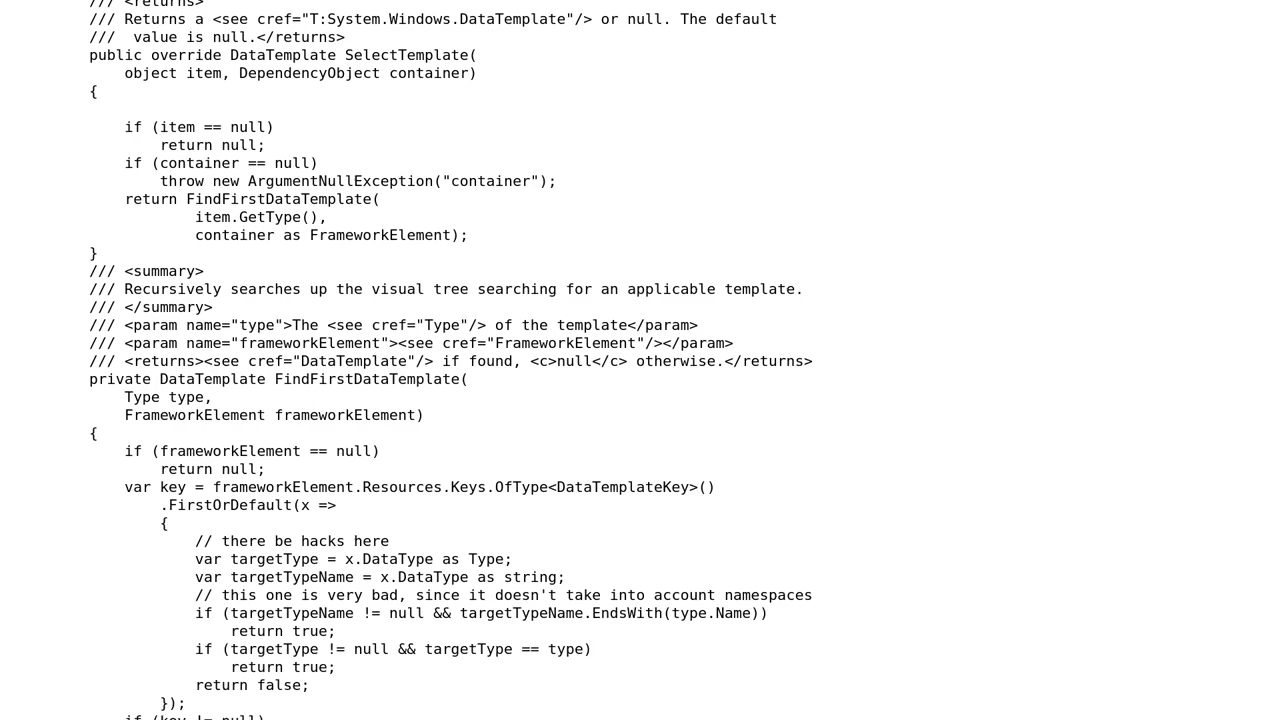 /// <returns>
/// Returns a <see cref="T:System.Windows.DataTemplate"/> or null. The default
///  value is null.</returns>
public override DataTemplate SelectTemplate(
    object item, DependencyObject container)
{

    if (item == null)
        return null;
    if (container == null)
        throw new ArgumentNullException("container");
    return FindFirstDataTemplate(
            item.GetType(),
            container as FrameworkElement);
}
/// <summary>
/// Recursively searches up the visual tree searching for an applicable template.
/// </summary>
/// <param name="type">The <see cref="Type"/> of the template</param>
/// <param name="frameworkElement"><see cref="FrameworkElement"/></param>
/// <returns><see cref="DataTemplate"/> if found, <c>null</c> otherwise.</returns>
private DataTemplate FindFirstDataTemplate(
    Type type,
    FrameworkElement frameworkElement)
{
    if (frameworkElement == null)
        return null;
    var key = frameworkElement.Resources.Keys.OfType<DataTemplateKey>()
        .FirstOrDefault(x =>
        {
            // there be hacks here
            var targetType = x.DataType as Type;
            var targetTypeName = x.DataType as string;
            // this one is very bad, since it doesn't take into account namespaces
            if (targetTypeName != null && targetTypeName.EndsWith(type.Name))
                return true;
            if (targetType != null && targetType == type)
                return true;
            return false;
        });
    if (key != null)